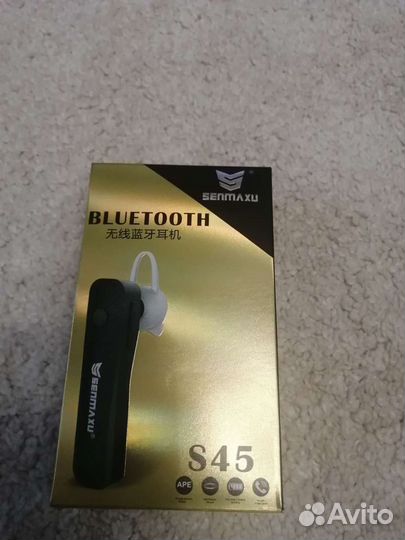 SENMAXU®
BLUETOOTH
无线蓝牙耳机
SENMAXU®
S45
APE
Avito